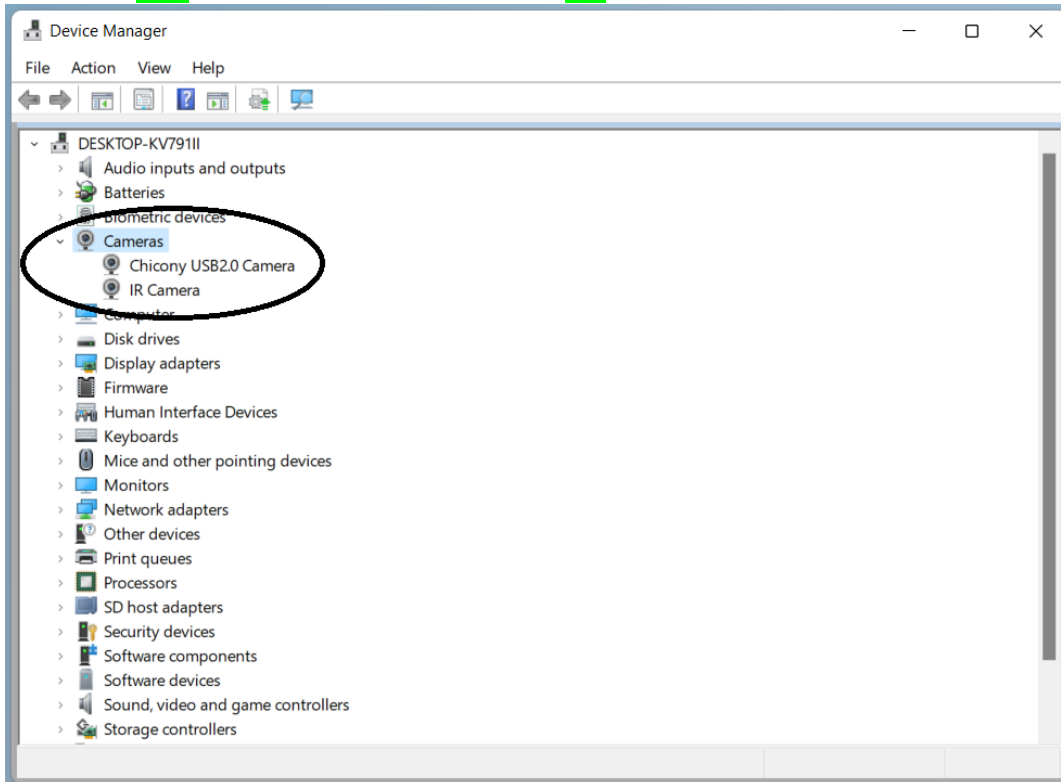 Device Manager
File Action View Help
DESKTOP-KV791II
Audio inputs and outputs
Batteries
Biometric devices
Cameras
Chicony USB2.0 Camera
IR Camera
Computer
Disk drives
Display adapters
Firmware
Human Interface Devices
Keyboards
Mice and other pointing devices
Monitors
Network adapters
Other devices
Print queues
Processors
SD host adapters
Security devices
Software components
Software devices
Sound, video and game controllers
Storage controllers